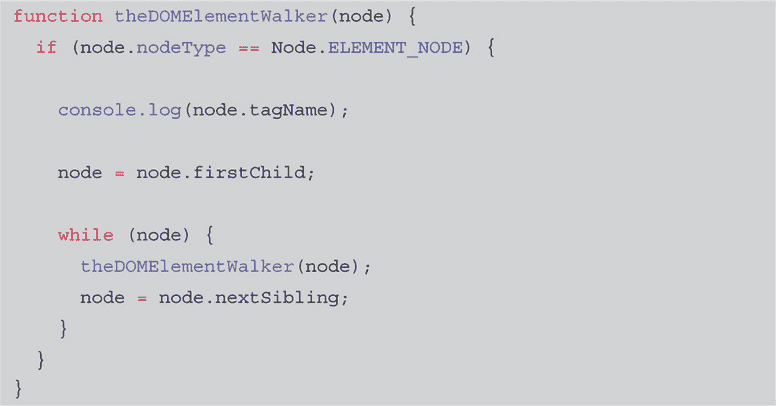 function theDOMElementWalker(node) {
  if (node.nodeType == Node.ELEMENT_NODE) {
    console.log(node.tagName);
    node = node.firstChild;
    while (node) {
      theDOMElementWalker(node);
      node = node.nextSibling;
    }
  }
}